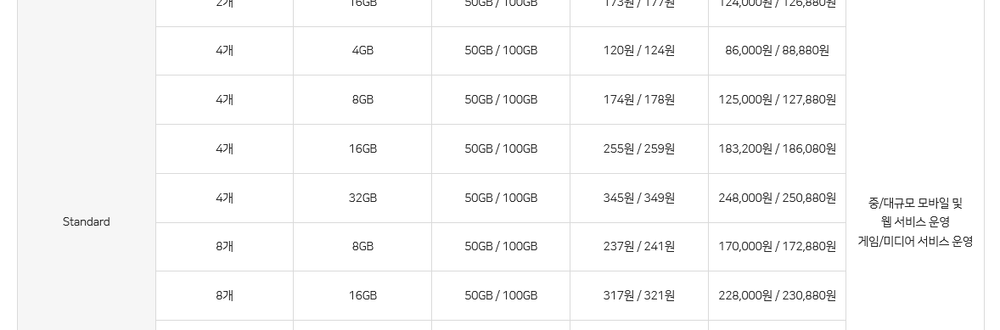 2개 16GB 50GB / 100GB 173원 / 177원 124,000원 / 126,880원
4개 4GB 50GB / 100GB 120원 / 124원 86,000원 / 88,880원
4개 8GB 50GB / 100GB 174원 / 178원 125,000원 / 127,880원
4개 16GB 50GB / 100GB 255원 / 259원 183,200원 / 186,080원
4개 32GB 50GB / 100GB 345원 / 349원 248,000원 / 250,880원
중/대규모 모바일 및
Standard
웹 서비스 운영
게임/미디어 서비스 운영
8개 8GB 50GB / 100GB 237원 / 241원 170,000원 / 172,880원
8개 16GB 50GB / 100GB 317원 / 321원 228,000원 / 230,880원